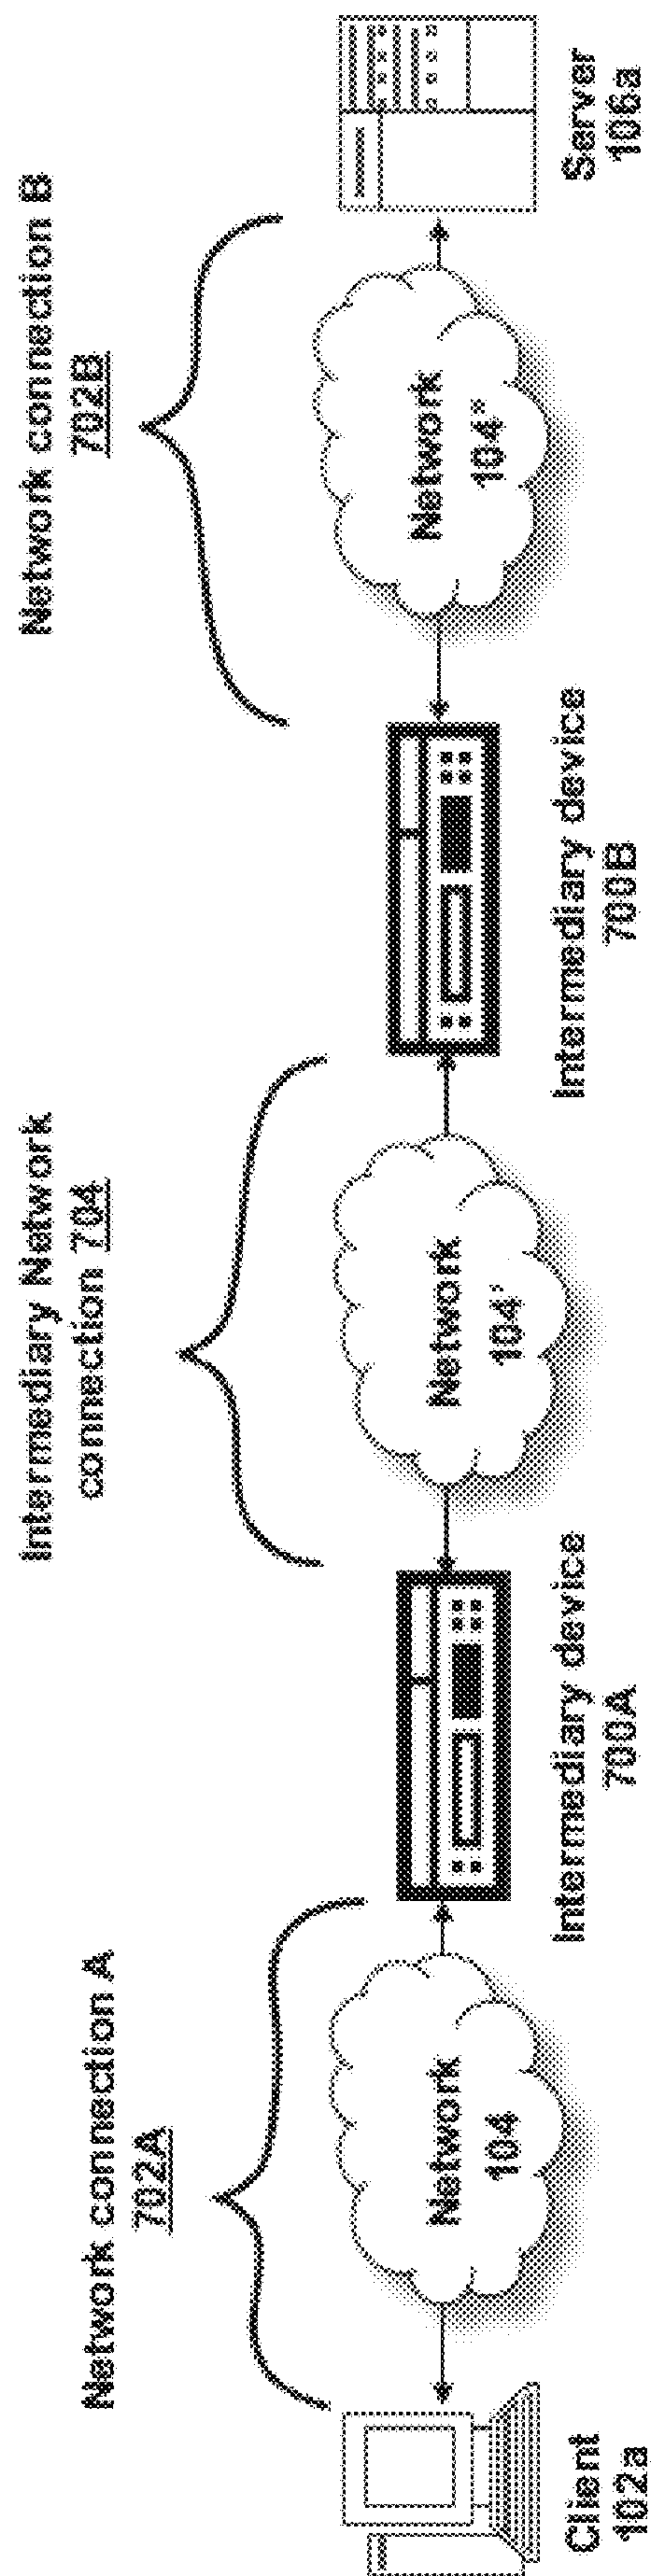 Network connection A
702A
Intermediary Network
connection 704
Network connection B
702B
Network
104
Network
104'
Network
104"
Client
102a
Intermediary device
700A
Intermediary device
700B
Server
106a